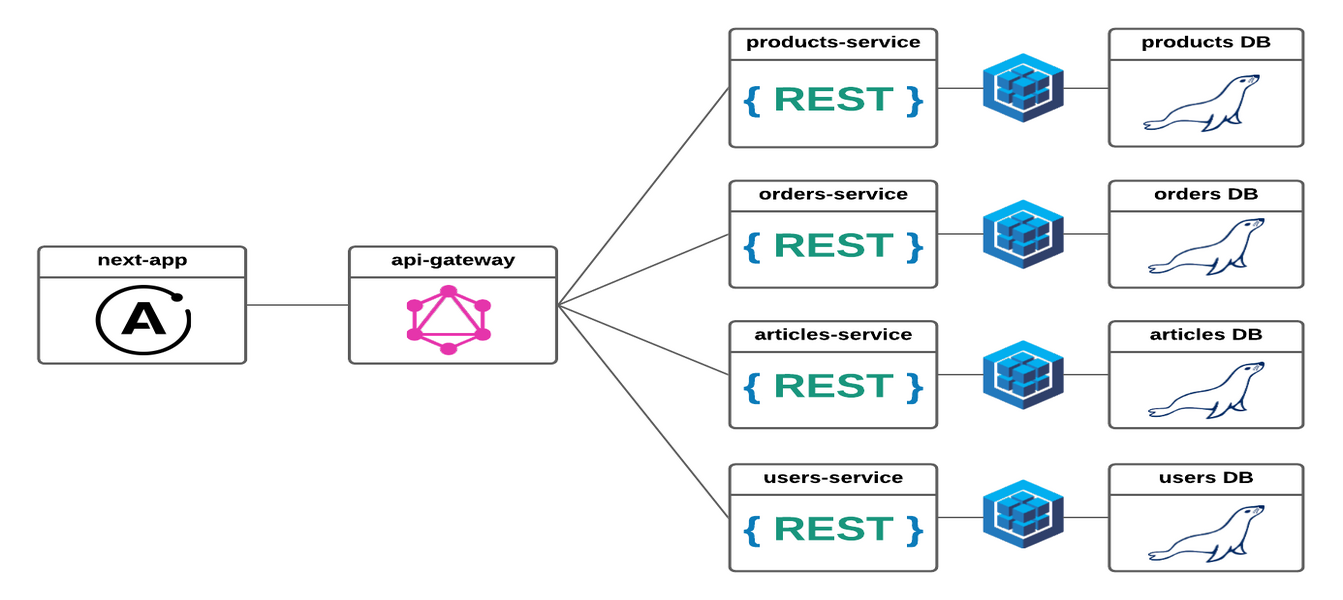 products-service
{ REST }
products DB
orders-service
{ REST }
orders DB
next-app
A
api-gateway
articles-service
{ REST }
articles DB
users-service
{ REST }
users DB